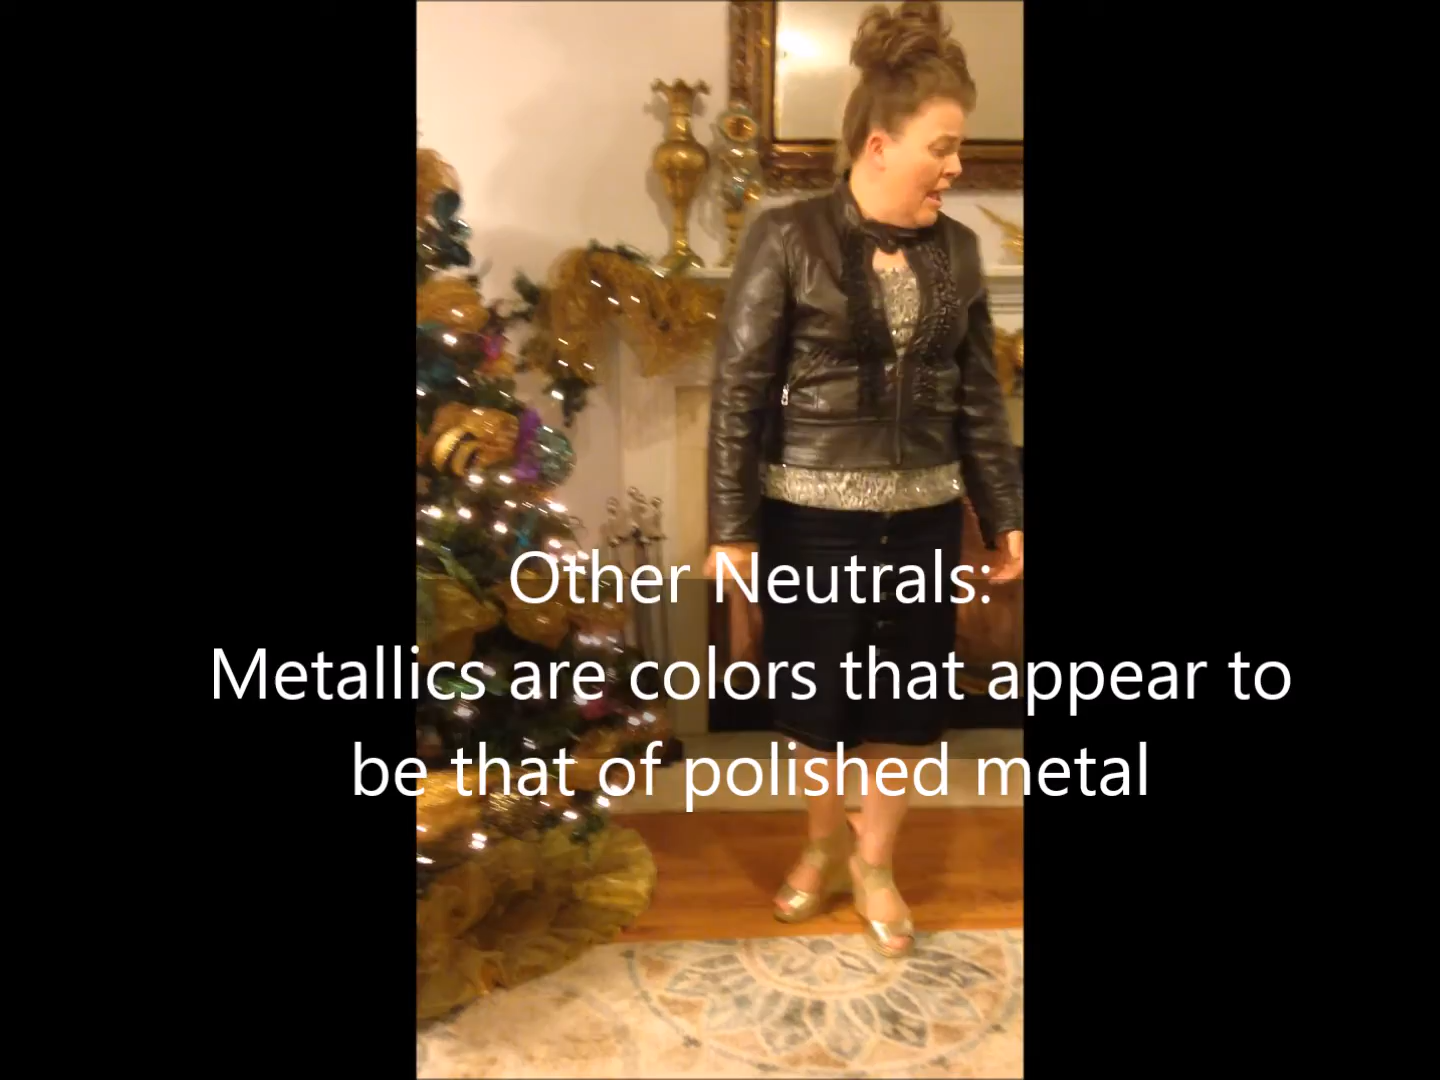 Other Neutrals:
Metallics are colors that appear to
be that of polished metal